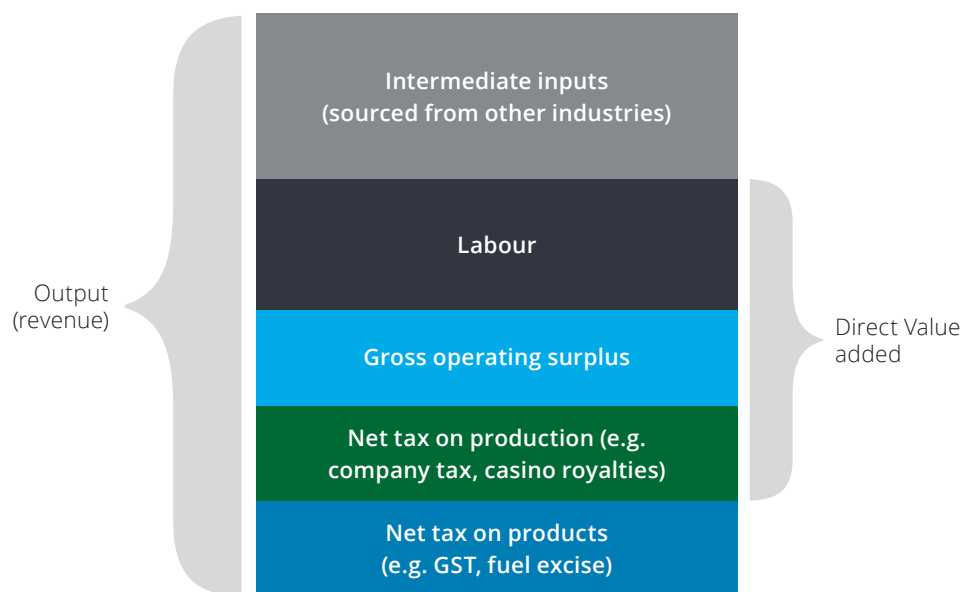 Intermediate inputs
(sourced from other industries)
Labour
Gross operating surplus
Net tax on production (e.g.
company tax, casino royalties)
Net tax on products
(e.g. GST, fuel excise)
Output
(revenue)
Direct Value
added